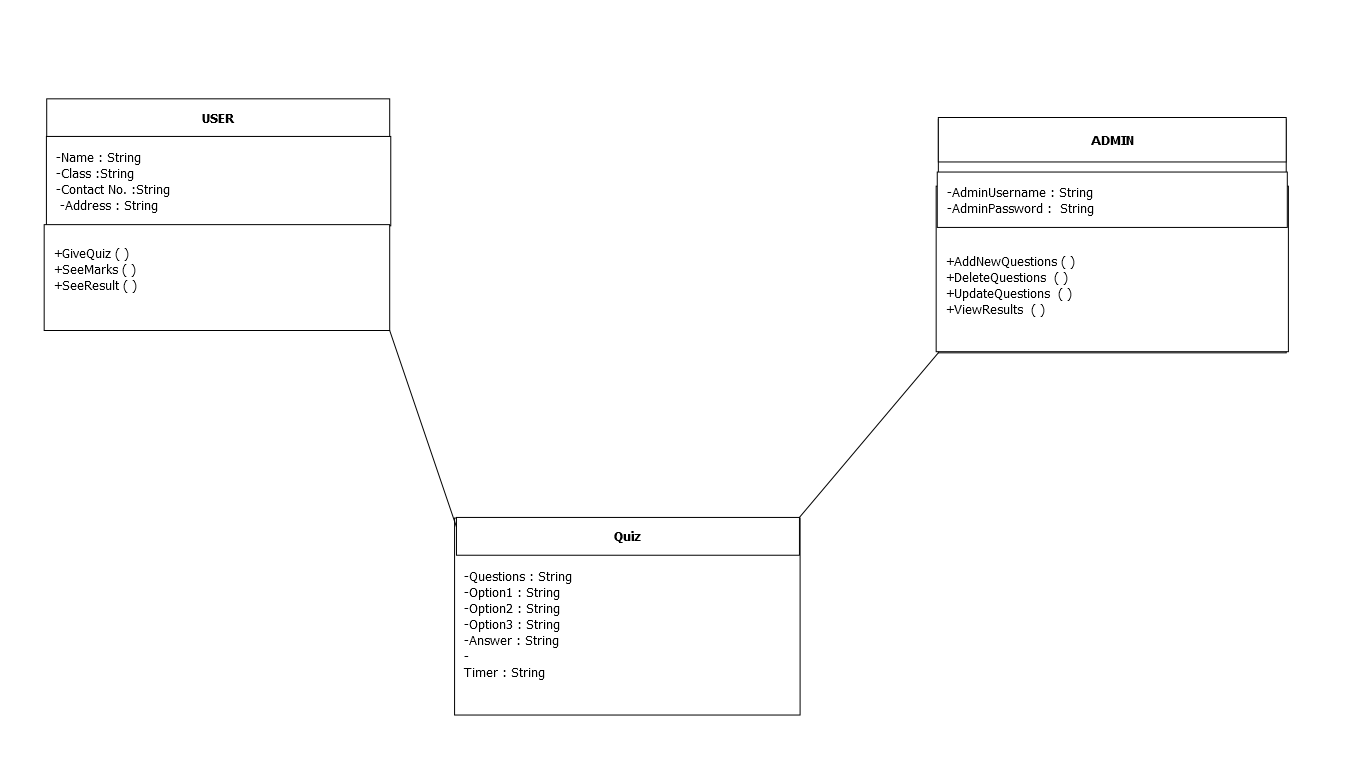 USER
-Name : String
-Class :String
-Contact No. :String
-Address : String
+GiveQuiz ( )
+SeeMarks ( )
+SeeResult ( )
ADMIN
-AdminUsername : String
-AdminPassword :  String
+AddNewQuestions ( )
+DeleteQuestions  ( )
+UpdateQuestions  ( )
+ViewResults  ( )
Quiz
-Questions : String
-Option1 : String
-Option2 : String
-Option3 : String
-Answer : String
-
Timer : String